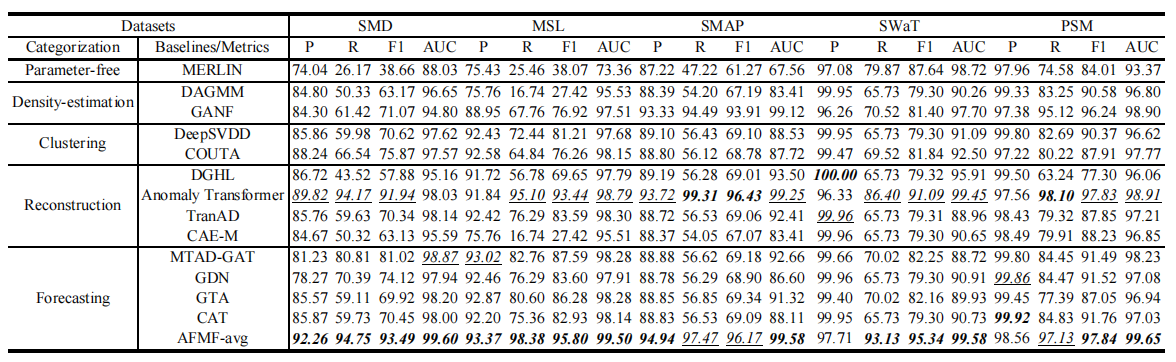 Datasets SMD MSL SMAP SWaT PSM
Categorization Baselines/Metrics P R F1 AUC P R F1 AUC P R F1 AUC P R F1 AUC P R F1 AUC
Parameter-free MERLIN 74.04 26.17 38.66 88.03 75.43 25.46 38.07 73.36 87.22 47.22 61.27 67.56 97.08 79.87 87.64 98.72 97.96 74.58 84.01 93.37
Density-estimation
DAGMM 84.80 50.33 63.17 96.65 75.76 16.74 27.42 95.53 88.39 54.20 67.19 83.41 99.95 65.73 79.30 90.26 99.33 83.25 90.58 96.80
GANF 84.30 61.42 71.07 94.80 88.95 67.76 76.92 97.51 93.33 94.49 93.91 99.12 96.26 70.52 81.40 97.70 97.38 95.12 96.24 98.90
Clustering
DeepSVDD 85.86 59.98 70.62 97.62 92.43 72.44 81.21 97.68 89.10 56.43 69.10 88.53 99.95 65.73 79.30 91.09 99.80 82.69 90.37 96.62
COUTA 88.24 66.54 75.87 97.57 92.58 64.84 76.26 98.15 88.80 56.12 68.78 87.72 99.47 69.52 81.84 92.50 97.22 80.22 87.91 97.77
Reconstruction
DGHL 86.72 43.52 57.88 95.16 91.72 56.78 69.65 97.79 89.19 56.28 69.01 93.50 100.00 65.73 79.32 95.91 99.50 63.24 77.30 96.06
Anomaly Transformer 89.82 94.17 91.94 98.03 91.84 95.10 93.44 98.79 93.72 99.31 96.43 99.25 96.33 86.40 91.09 99.45 97.56 98.10 97.83 98.91
TranAD 85.76 59.63 70.34 98.14 92.42 76.29 83.59 98.30 88.72 56.53 69.06 92.41 99.96 65.73 79.31 88.96 98.43 79.32 87.85 97.21
CAE-M 84.67 50.32 63.13 95.59 75.76 16.74 27.42 95.51 88.37 54.05 67.07 83.41 99.96 65.73 79.30 90.65 98.49 79.91 88.23 96.85
Forecasting
MTAD-GAT 81.23 80.81 81.02 98.87 93.02 82.76 87.59 98.28 88.88 56.62 69.18 92.66 99.66 70.02 82.25 88.72 99.80 84.45 91.49 98.23
GDN 78.27 70.39 74.12 97.94 92.46 76.29 83.60 97.91 88.78 56.29 68.90 86.60 99.96 65.73 79.30 90.91 99.86 84.47 91.52 97.08
GTA 85.57 59.11 69.92 98.20 92.87 80.60 86.28 98.28 88.85 56.85 69.34 91.32 99.40 70.02 82.16 89.93 99.45 77.39 87.05 96.94
CAT 85.87 59.73 70.45 98.00 92.20 75.36 82.93 98.14 88.83 56.53 69.09 88.11 99.95 65.73 79.30 90.73 99.92 84.83 91.76 97.03
AFMF-avg 92.26 94.75 93.49 99.60 93.37 98.38 95.80 99.50 94.94 97.47 96.17 99.58 97.71 93.13 95.34 99.58 98.56 97.13 97.84 99.65